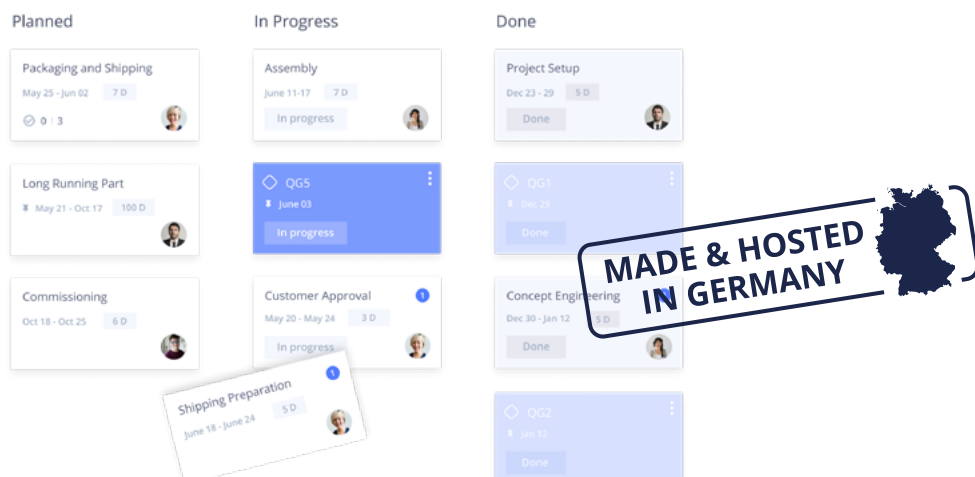 Planned
Packaging and Shipping
May 25 - Jun 02 7 D
0 3
Long Running Part
May 21 - Oct 17 100 D
Commissioning
Oct 18 - Oct 25 6 D
In Progress
Assembly
June 11-17 7 D
In progress
QG5
June 03
In progress
Customer Approval 1
May 20 - May 24 3 D
In progress
Shipping Preparation 1
June 18 - June 24 5 D
Done
Project Setup
Dec 23 - 29 5 D
Done
QG1
Dec 29
Done
Concept Engineering
Dec 30 - Jan 12 5 D
Done
QG2
Jan 12
Done
MADE & HOSTED
IN GERMANY